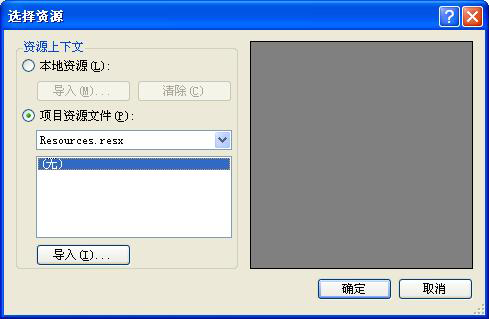 选择资源
资源上下文
本地资源(L):
导入(M)... 清除(C)
项目资源文件(P):
Resources.resx
(无)
导入(I)...
确定 取消